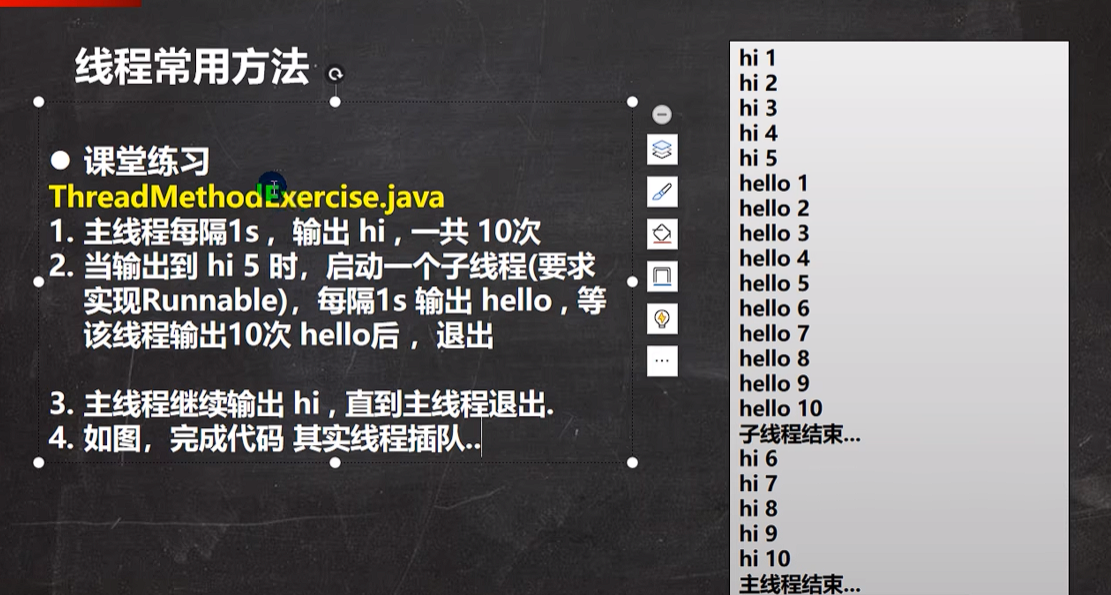 线程常用方法
● 课堂练习
ThreadMethodExercise.java
1. 主线程每隔1s ，输出 hi , 一共 10次
2. 当输出到 hi 5 时，启动一个子线程(要求
实现Runnable)，每隔1s 输出 hello , 等
该线程输出10次 hello后 ，退出
3. 主线程继续输出 hi , 直到主线程退出.
4. 如图，完成代码 其实线程插队..
hi 1
hi 2
hi 3
hi 4
hi 5
hello 1
hello 2
hello 3
hello 4
hello 5
hello 6
hello 7
hello 8
hello 9
hello 10
子线程结束...
hi 6
hi 7
hi 8
hi 9
hi 10
主线程结束...